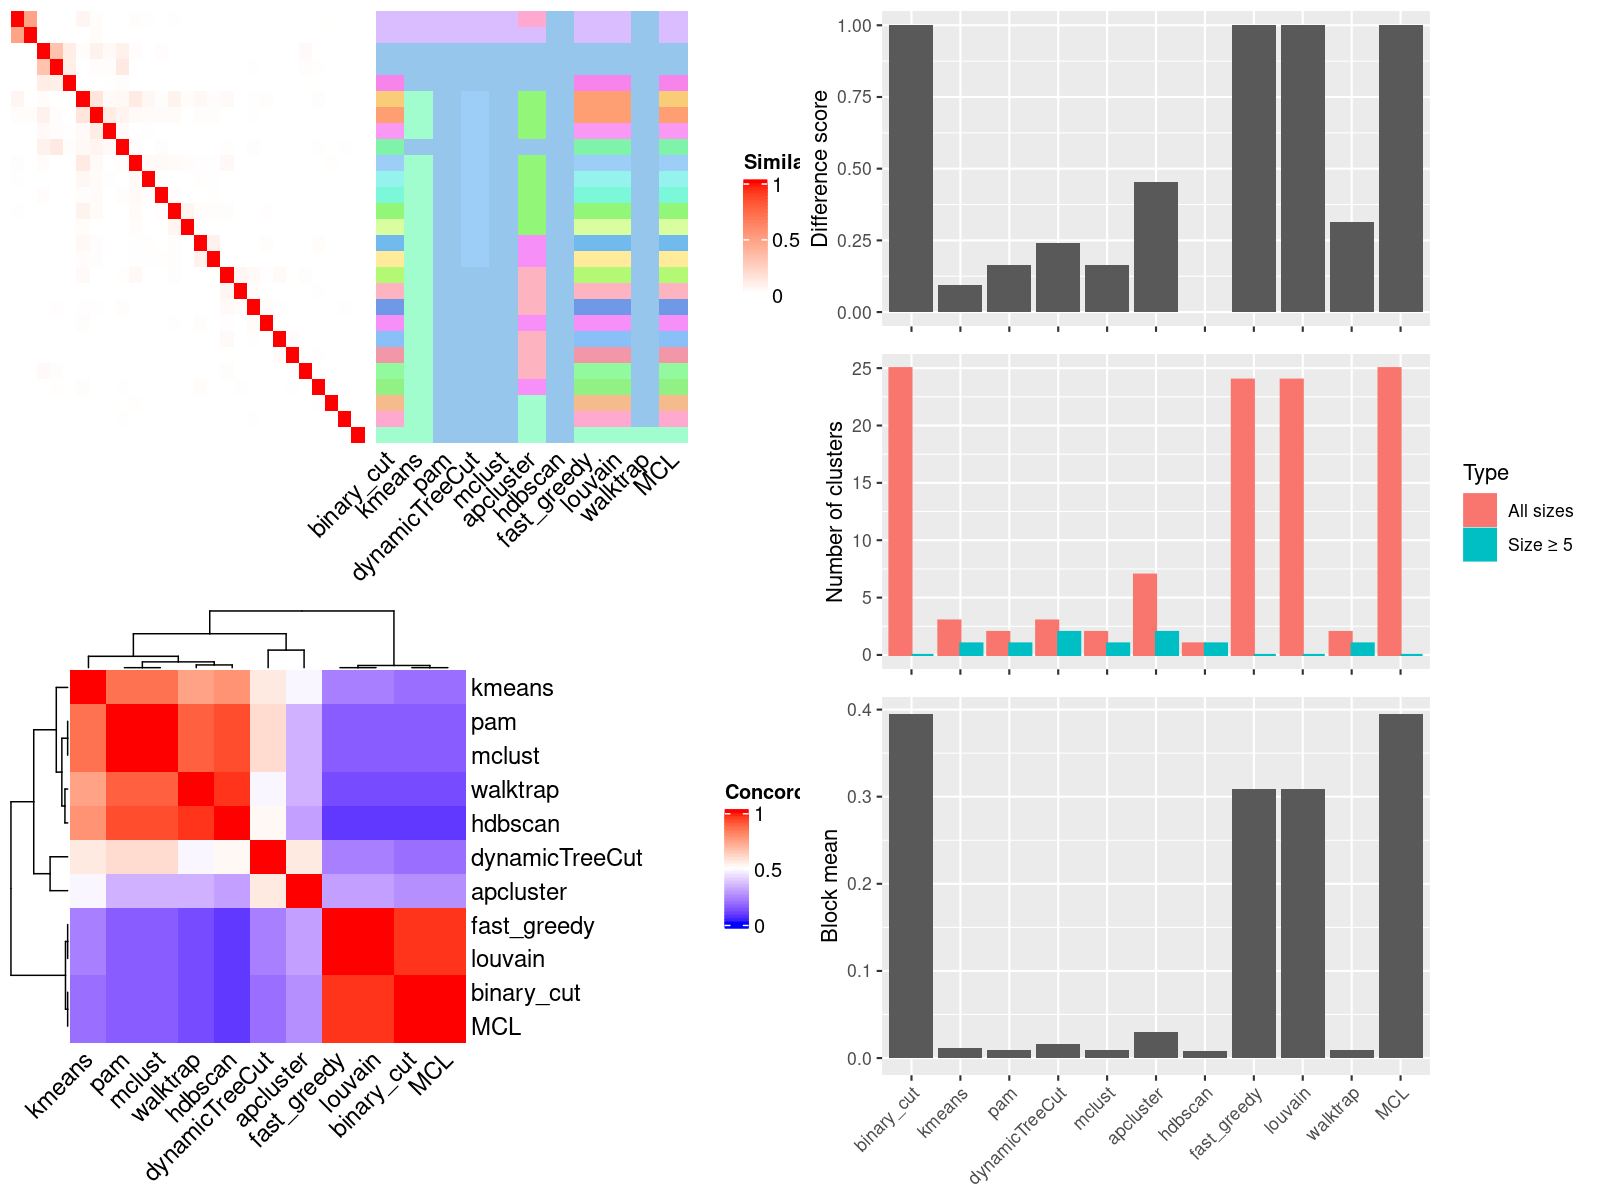 Simila
1
0.5
0
binary_cut
kmeans
pam
dynamicTreeCut
mclust
apcluster
hdbscan
fast_greedy
louvain
walktrap
MCL
kmeans
pam
mclust
walktrap
hdbscan
dynamicTreeCut
apcluster
fast_greedy
louvain
binary_cut
MCL
Concord
1
0.5
0
kmeans
pam
mclust
walktrap
hdbscan
dynamicTreeCut
apcluster
fast_greedy
louvain
binary_cut
MCL
Difference score
1.00
0.75
0.50
0.25
0.00
Number of clusters
25
20
15
10
5
0
Type
All sizes
Size ≥ 5
Block mean
0.4
0.3
0.2
0.1
0.0
binary_cut
kmeans
pam
dynamicTreeCut
mclust
apcluster
hdbscan
fast_greedy
louvain
walktrap
MCL